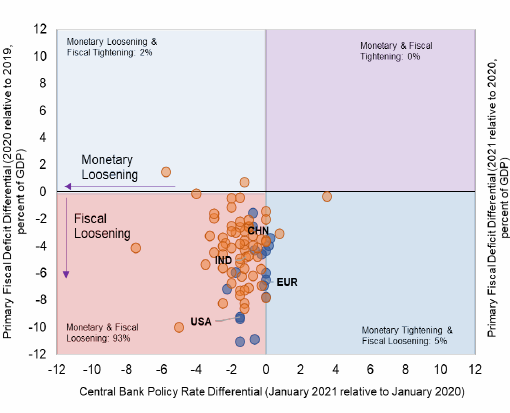 Primary Fiscal Deficit Differential (2020 relative to 2019,
percent of GDP)
12
10
8
6
4
2
0
-2
-4
-6
-8
-10
-12
Monetary Loosening &
Fiscal Tightening: 2%
Monetary & Fiscal
Tightening: 0%
Monetary
Loosening
Fiscal
Loosening
CHN
IND
EUR
USA
Monetary & Fiscal
Loosening: 93%
Monetary Tightening &
Fiscal Loosening: 5%
-12 -10 -8 -6 -4 -2 0 2 4 6 8 10 12
Central Bank Policy Rate Differential (January 2021 relative to January 2020)
Primary Fiscal Deficit Differential (2021 relative to 2020,
percent of GDP)